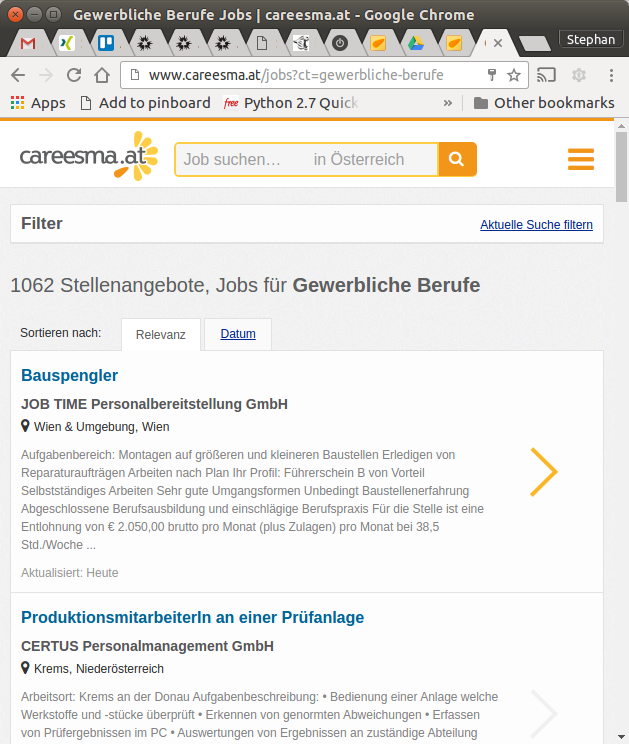 Gewerbliche Berufe Jobs | careesma.at - Google Chrome
Stephan
www.careesma.at/jobs?ct=gewerbliche-berufe
Apps Add to pinboard free Python 2.7 Quick » Other bookmarks
careesma.at Job suchen… in Österreich
Filter Aktuelle Suche filtern
1062 Stellenangebote, Jobs für Gewerbliche Berufe
Sortieren nach: Relevanz Datum
Bauspengler
JOB TIME Personalbereitstellung GmbH
Wien & Umgebung, Wien
Aufgabenbereich: Montagen auf größeren und kleineren Baustellen Erledigen von
Reparaturaufträgen Arbeiten nach Plan Ihr Profil: Führerschein B von Vorteil
Selbstständiges Arbeiten Sehr gute Umgangsformen Unbedingt Baustellenerfahrung
Abgeschlossene Berufsausbildung und einschlägige Berufspraxis Für die Stelle ist eine
Entlohnung von € 2.050,00 brutto pro Monat (plus Zulagen) pro Monat bei 38,5
Std./Woche ...
Aktualisiert: Heute
ProduktionsmitarbeiterIn an einer Prüfanlage
CERTUS Personalmanagement GmbH
Krems, Niederösterreich
Arbeitsort: Krems an der Donau Aufgabenbeschreibung: • Bedienung einer Anlage welche
Werkstoffe und -stücke überprüft • Erkennen von genormten Abweichungen • Erfassen
von Prüfergebnissen im PC • Auswertungen von Ergebnissen an zuständige Abteilung